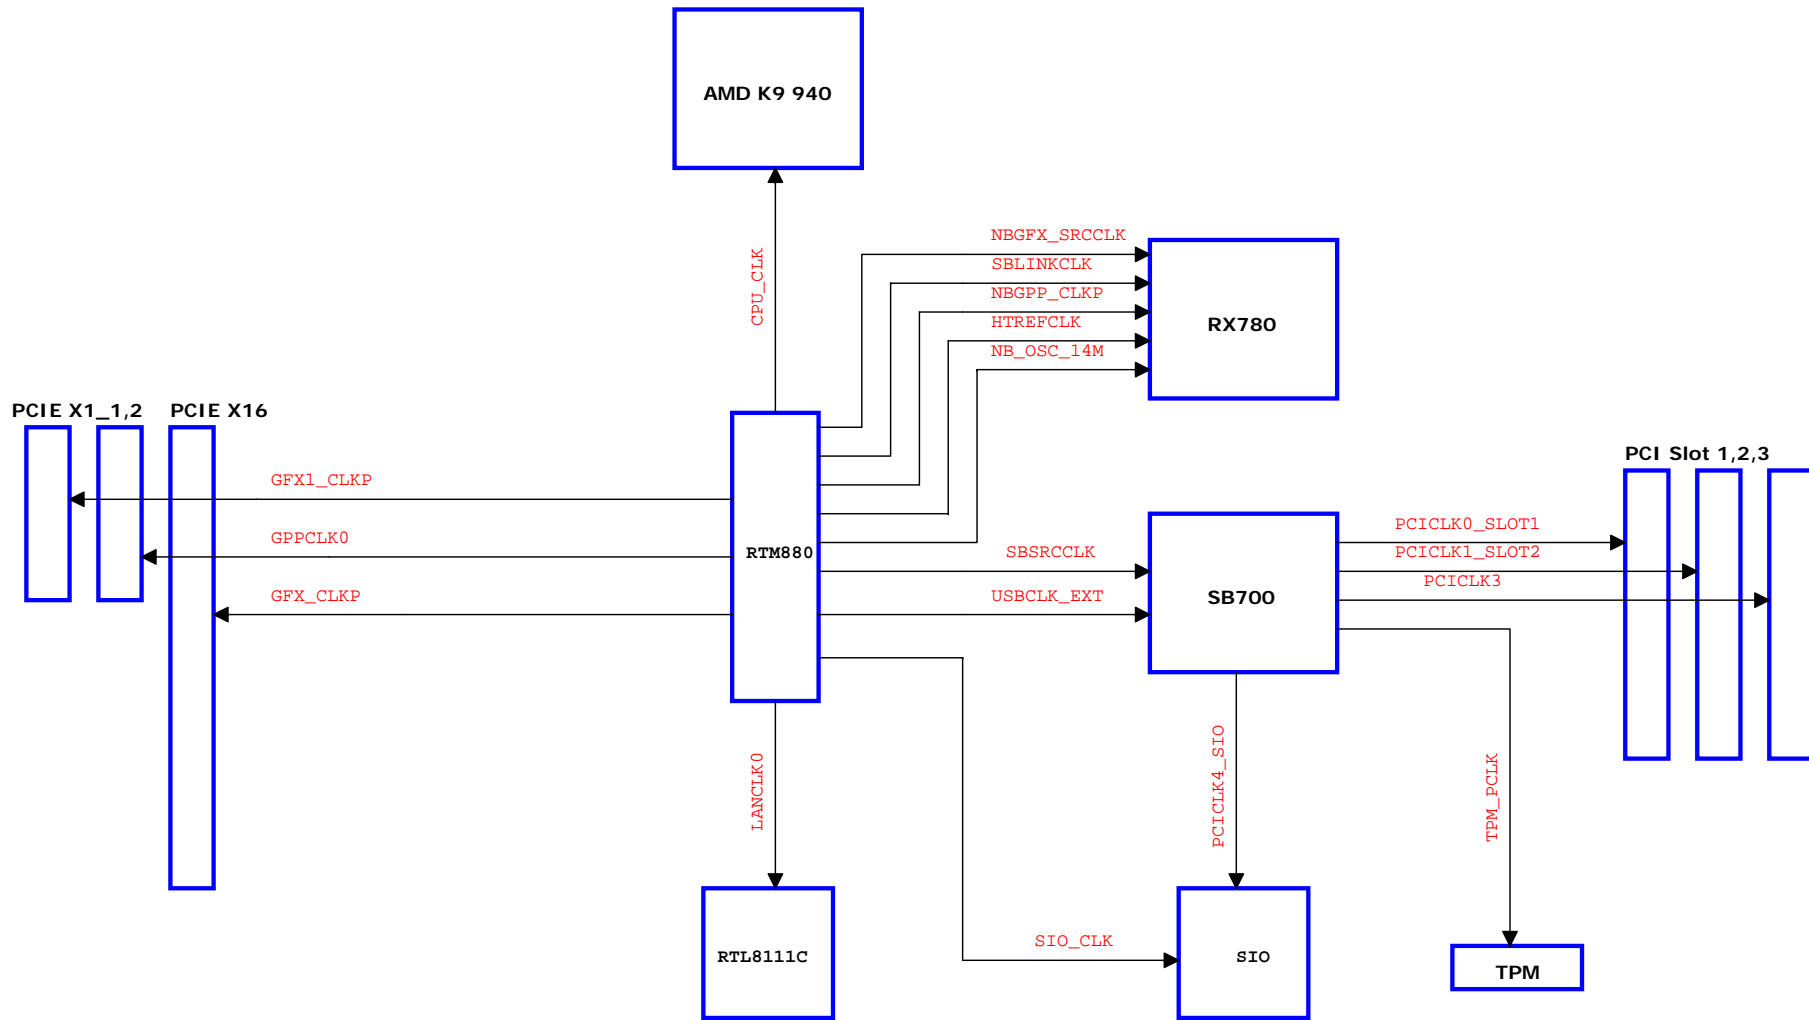 AMD K9 940
CPU_CLK
NBGFX_SRCCLK
SBLINKCLK
NBGPP_CLKP
HTREFCLK
NB_OSC_14M
RX780
PCIE X1_1,2
PCIE X16
GFX1_CLKP
GPPCLK0
GFX_CLKP
RTM880
SBSRCCLK
USBCLK_EXT
SB700
PCI Slot 1,2,3
PCICLK0_SLOT1
PCICLK1_SLOT2
PCICLK3
LANCLK0
PCICLK4_SIO
TPM_PCLK
RTL8111C
SIO_CLK
SIO
TPM